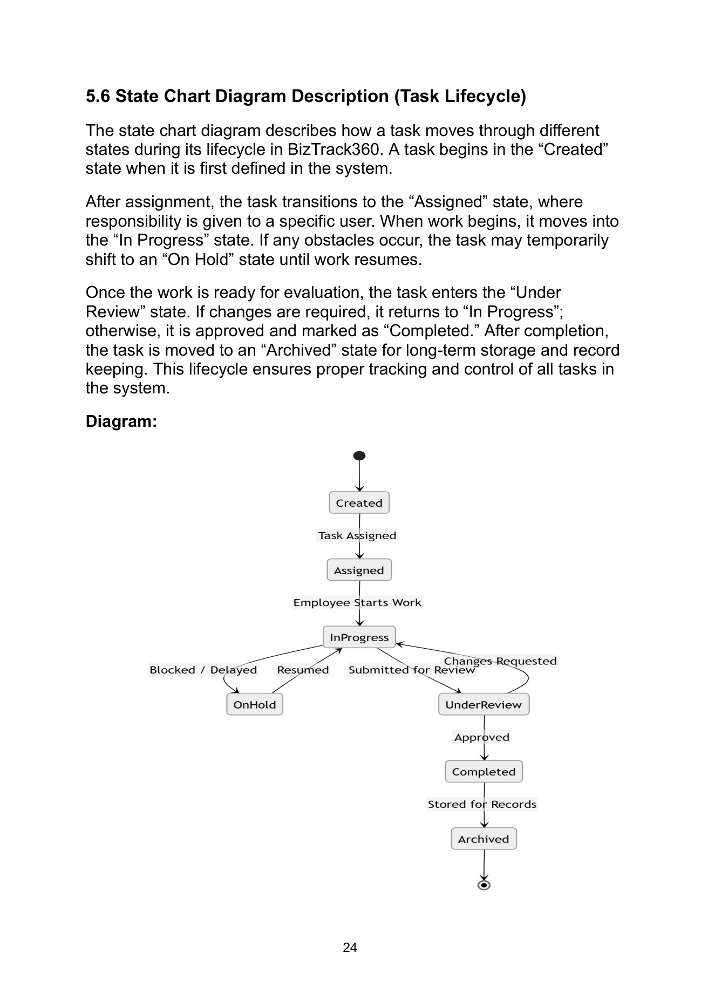 5.6 State Chart Diagram Description (Task Lifecycle)
The state chart diagram describes how a task moves through different
states during its lifecycle in BizTrack360. A task begins in the “Created”
state when it is first defined in the system.
After assignment, the task transitions to the “Assigned” state, where
responsibility is given to a specific user. When work begins, it moves into
the “In Progress” state. If any obstacles occur, the task may temporarily
shift to an “On Hold” state until work resumes.
Once the work is ready for evaluation, the task enters the “Under
Review” state. If changes are required, it returns to “In Progress”;
otherwise, it is approved and marked as “Completed.” After completion,
the task is moved to an “Archived” state for long-term storage and record
keeping. This lifecycle ensures proper tracking and control of all tasks in
the system.
Diagram:
Created
Task Assigned
Assigned
Employee Starts Work
InProgress
Blocked / Delayed
Resumed
Submitted for Review
Changes Requested
OnHold
UnderReview
Approved
Completed
Stored for Records
Archived
24